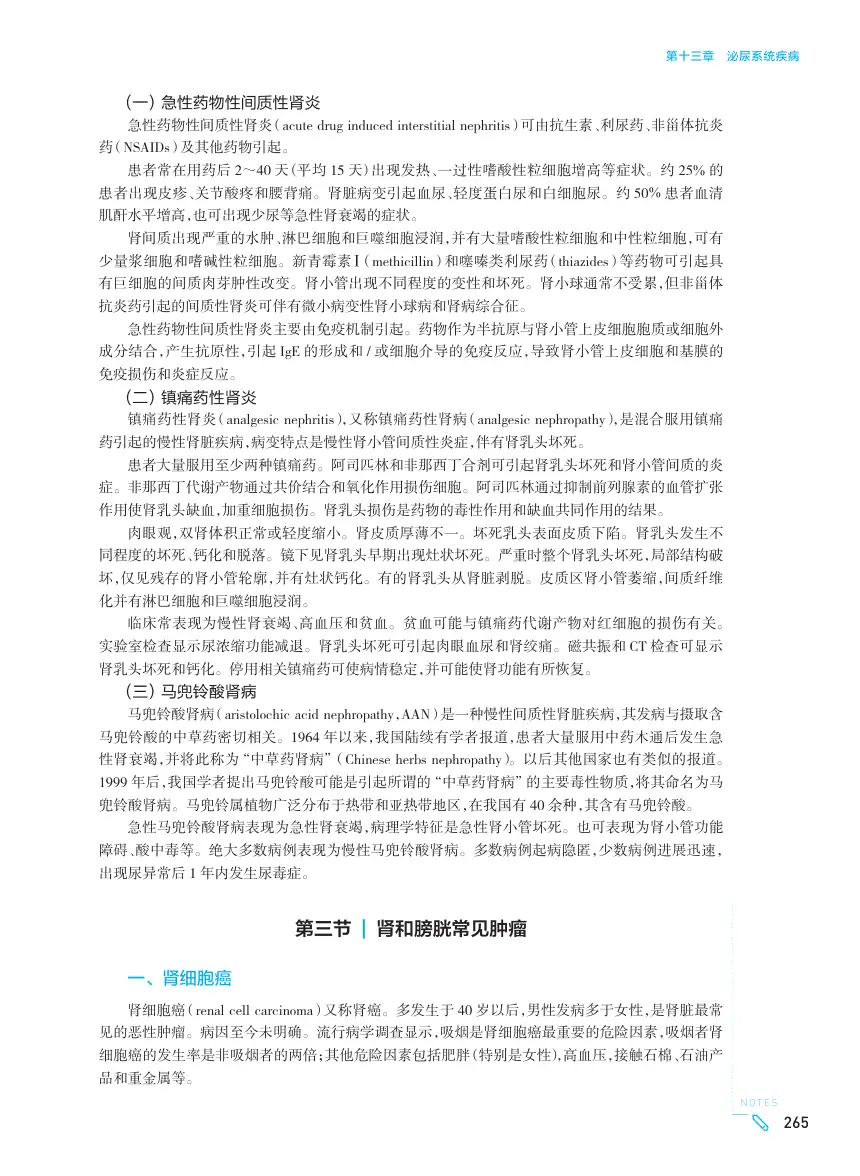 第十三章　泌尿系统疾病
（一）急性药物性间质性肾炎
急性药物性间质性肾炎（acute drug induced interstitial nephritis）可由抗生素、利尿药、非甾体抗炎
药（NSAIDs）及其他药物引起。
患者常在用药后 2～40 天（平均 15 天）出现发热、一过性嗜酸性粒细胞增高等症状。约 25% 的
患者出现皮疹、关节酸疼和腰背痛。肾脏病变引起血尿、轻度蛋白尿和白细胞尿。约 50% 患者血清
肌酐水平增高，也可出现少尿等急性肾衰竭的症状。
肾间质出现严重的水肿、淋巴细胞和巨噬细胞浸润，并有大量嗜酸性粒细胞和中性粒细胞，可有
少量浆细胞和嗜碱性粒细胞。新青霉素Ⅰ（methicillin）和噻嗪类利尿药（thiazides）等药物可引起具
有巨细胞的间质肉芽肿性改变。肾小管出现不同程度的变性和坏死。肾小球通常不受累，但非甾体
抗炎药引起的间质性肾炎可伴有微小病变性肾小球病和肾病综合征。
急性药物性间质性肾炎主要由免疫机制引起。药物作为半抗原与肾小管上皮细胞胞质或细胞外
成分结合，产生抗原性，引起 IgE 的形成和 / 或细胞介导的免疫反应，导致肾小管上皮细胞和基膜的
免疫损伤和炎症反应。
（二）镇痛药性肾炎
镇痛药性肾炎（analgesic nephritis），又称镇痛药性肾病（analgesic nephropathy），是混合服用镇痛
药引起的慢性肾脏疾病，病变特点是慢性肾小管间质性炎症，伴有肾乳头坏死。
患者大量服用至少两种镇痛药。阿司匹林和非那西丁合剂可引起肾乳头坏死和肾小管间质的炎
症。非那西丁代谢产物通过共价结合和氧化作用损伤细胞。阿司匹林通过抑制前列腺素的血管扩张
作用使肾乳头缺血，加重细胞损伤。肾乳头损伤是药物的毒性作用和缺血共同作用的结果。
肉眼观，双肾体积正常或轻度缩小。肾皮质厚薄不一。坏死乳头表面皮质下陷。肾乳头发生不
同程度的坏死、钙化和脱落。镜下见肾乳头早期出现灶状坏死。严重时整个肾乳头坏死，局部结构破
坏，仅见残存的肾小管轮廓，并有灶状钙化。有的肾乳头从肾脏剥脱。皮质区肾小管萎缩，间质纤维
化并有淋巴细胞和巨噬细胞浸润。
临床常表现为慢性肾衰竭、高血压和贫血。贫血可能与镇痛药代谢产物对红细胞的损伤有关。
实验室检查显示尿浓缩功能减退。肾乳头坏死可引起肉眼血尿和肾绞痛。磁共振和 CT 检查可显示
肾乳头坏死和钙化。停用相关镇痛药可使病情稳定，并可能使肾功能有所恢复。
（三）马兜铃酸肾病
马兜铃酸肾病（aristolochic acid nephropathy，AAN）是一种慢性间质性肾脏疾病，其发病与摄取含
马兜铃酸的中草药密切相关。1964 年以来，我国陆续有学者报道，患者大量服用中药木通后发生急
性肾衰竭，并将此称为“中草药肾病”（Chinese herbs nephropathy）。以后其他国家也有类似的报道。
1999 年后，我国学者提出马兜铃酸可能是引起所谓的“中草药肾病”的主要毒性物质，将其命名为马
兜铃酸肾病。马兜铃属植物广泛分布于热带和亚热带地区，在我国有 40 余种，其含有马兜铃酸。
急性马兜铃酸肾病表现为急性肾衰竭，病理学特征是急性肾小管坏死。也可表现为肾小管功能
障碍、酸中毒等。绝大多数病例表现为慢性马兜铃酸肾病。多数病例起病隐匿，少数病例进展迅速，
出现尿异常后 1 年内发生尿毒症。
第三节｜肾和膀胱常见肿瘤
一、肾细胞癌
肾细胞癌（renal cell carcinoma）又称肾癌。多发生于 40 岁以后，男性发病多于女性，是肾脏最常
见的恶性肿瘤。病因至今未明确。流行病学调查显示，吸烟是肾细胞癌最重要的危险因素，吸烟者肾
细胞癌的发生率是非吸烟者的两倍；其他危险因素包括肥胖（特别是女性），高血压，接触石棉、石油产
品和重金属等。
NOTES
265